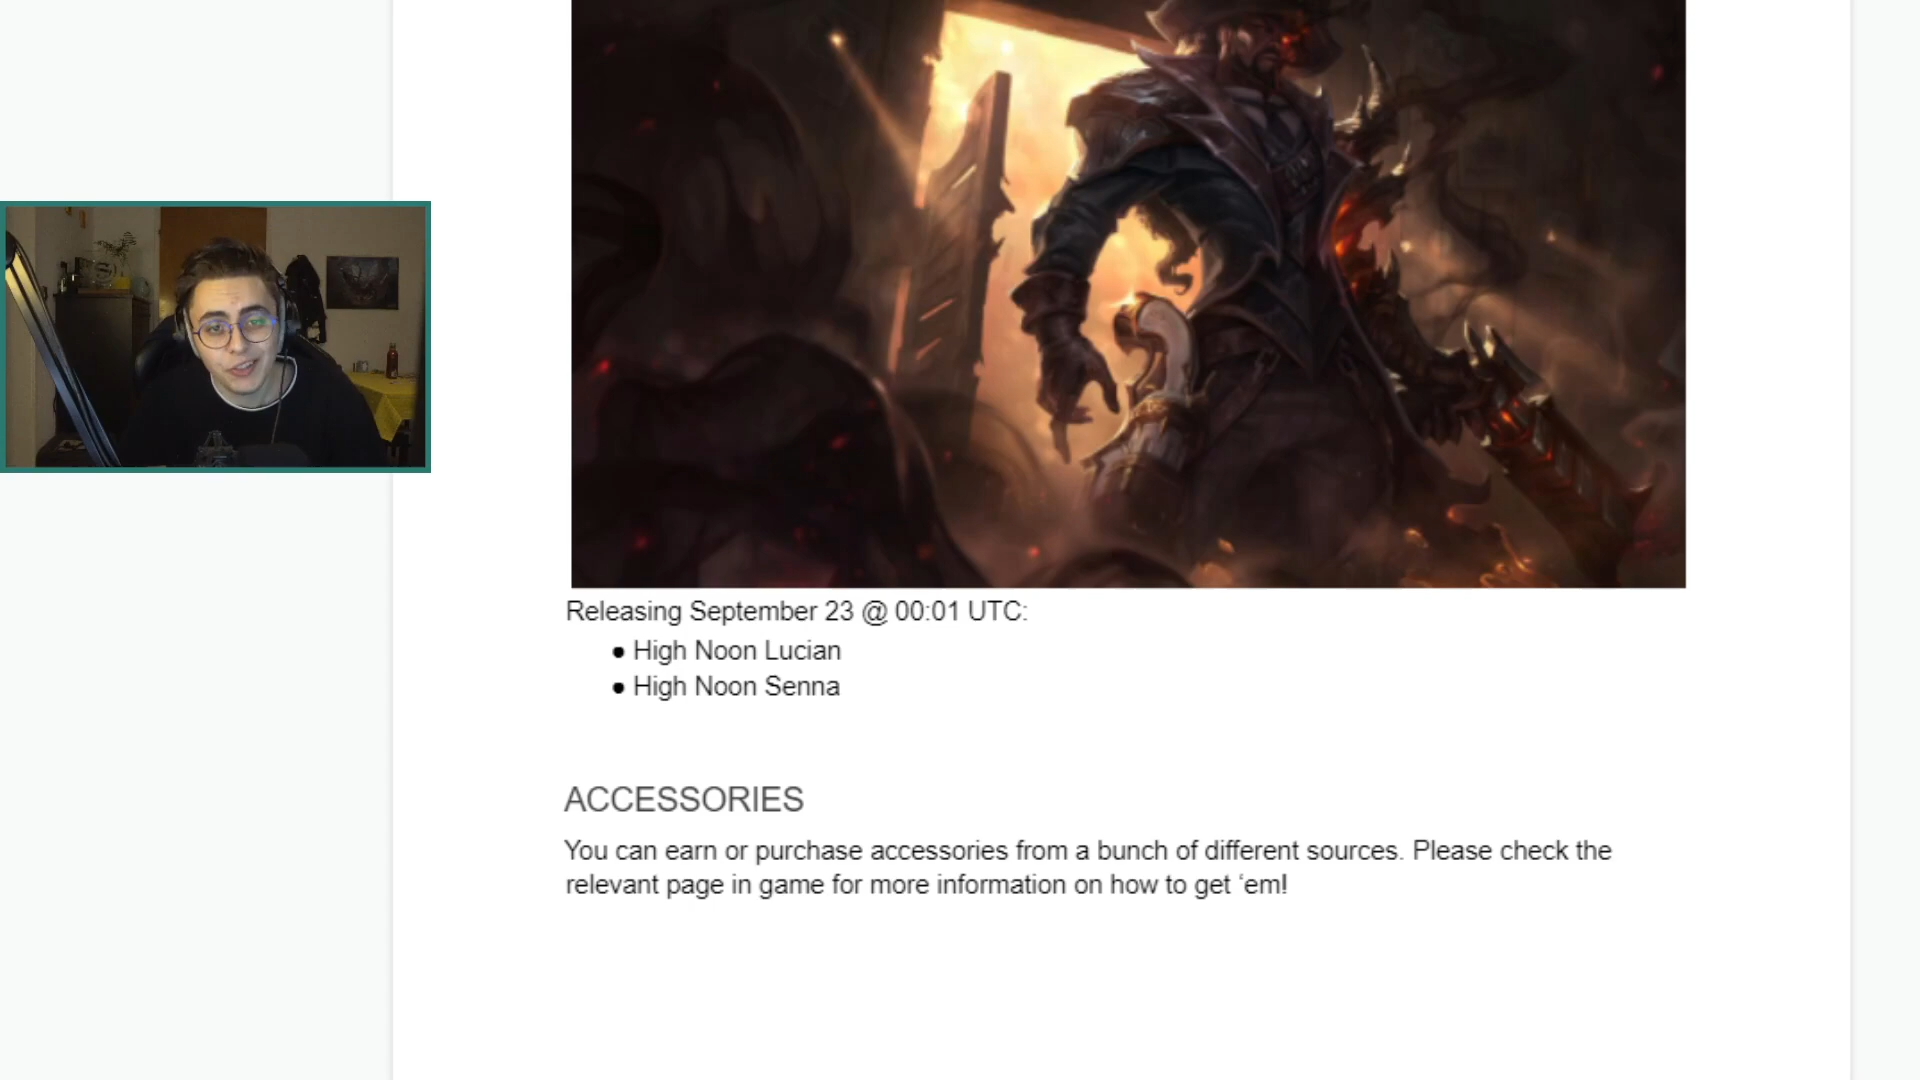 Releasing September 23 @ 00:01 UTC:
● High Noon Lucian
● High Noon Senna
ACCESSORIES
You can earn or purchase accessories from a bunch of different sources. Please check the
relevant page in game for more information on how to get ‘em!